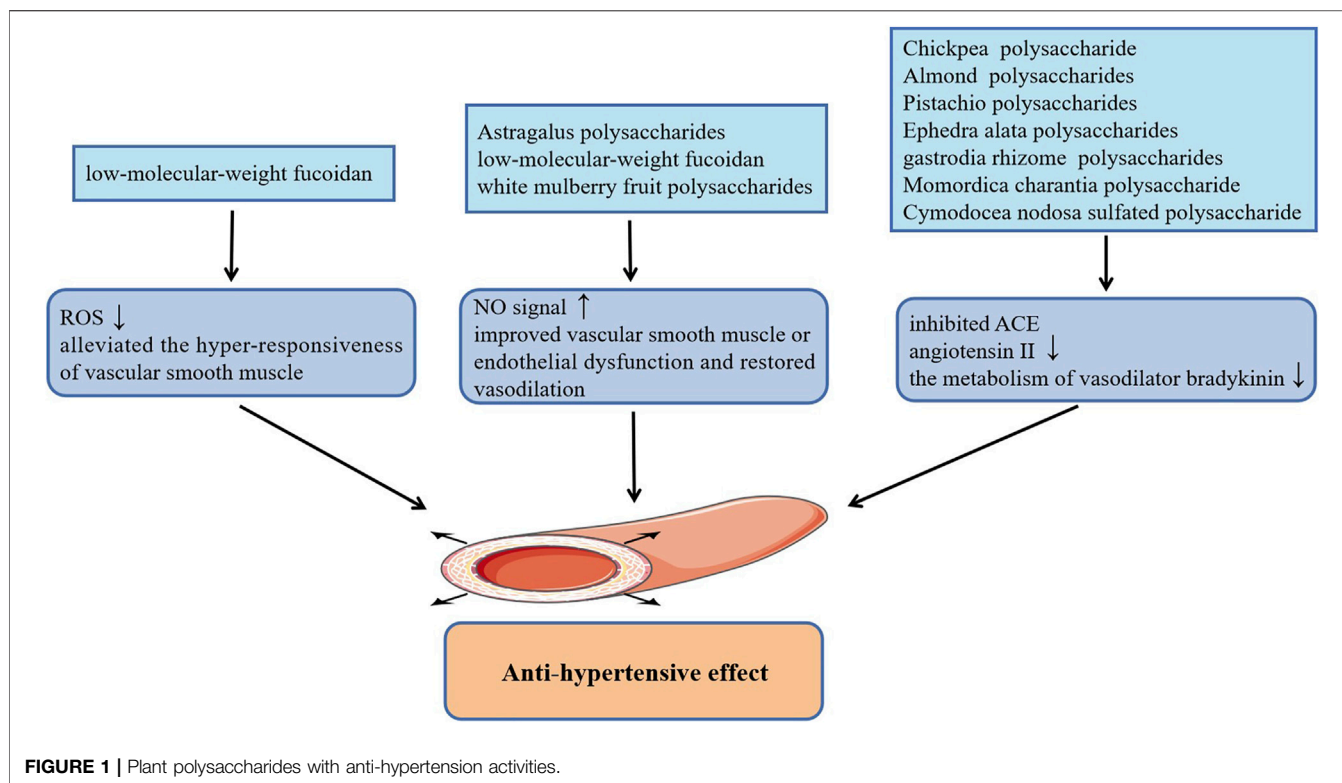 low-molecular-weight fucoidan
Astragalus polysaccharides
low-molecular-weight fucoidan
white mulberry fruit polysaccharides
Chickpea polysaccharide
Almond polysaccharides
Pistachio polysaccharides
Ephedra alata polysaccharides
gastrodia rhizome polysaccharides
Momordica charantia polysaccharide
Cymodocea nodosa sulfated polysaccharide
ROS ↓
alleviated the hyper-responsiveness
of vascular smooth muscle
NO signal ↑
improved vascular smooth muscle or
endothelial dysfunction and restored
vasodilation
inhibited ACE
angiotensin II ↓
the metabolism of vasodilator bradykinin ↓
Anti-hypertensive effect
FIGURE 1 | Plant polysaccharides with anti-hypertension activities.